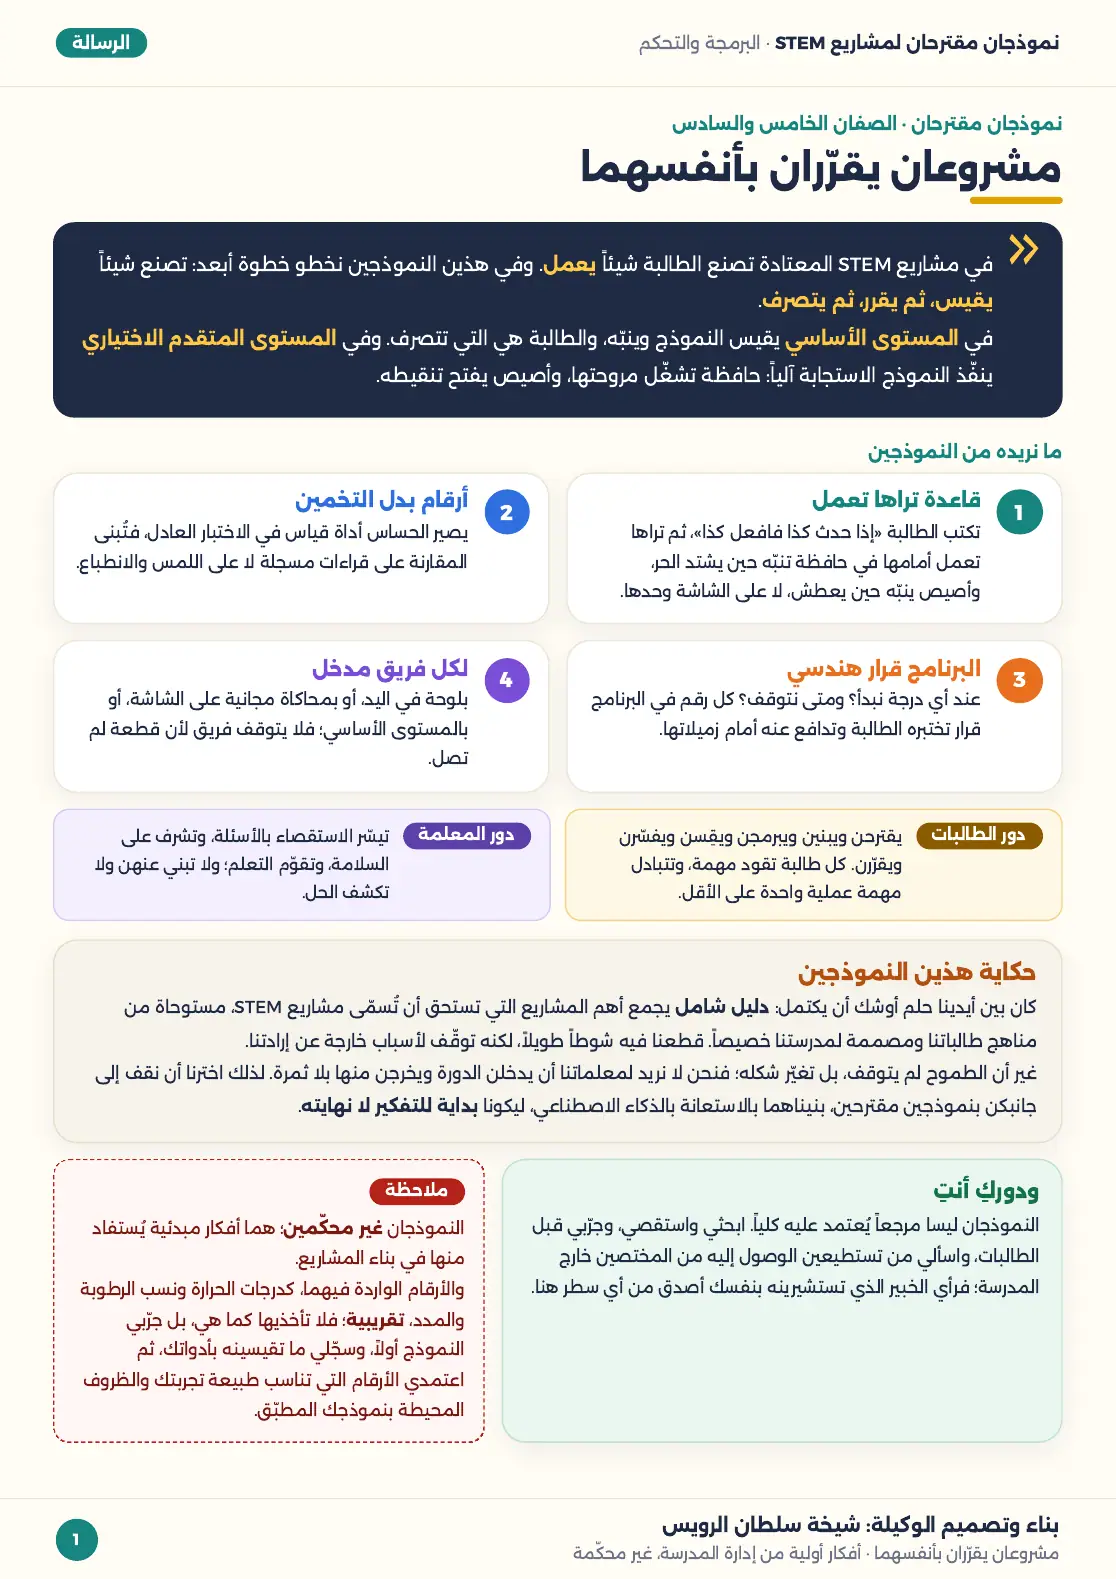 نموذجان مقترحان لمشاريع STEM · البرمجة والتحكم
الرسالة
نموذجان مقترحان · الصفان الخامس والسادس
مشروعان يقرّران بأنفسهما
في مشاريع STEM المعتادة تصنع الطالبة شيئاً يعمل. وفي هذين النموذجين نخطو خطوة أبعد: تصنع شيئاً
يقيس، ثم يقرر، ثم يتصرف.
في المستوى الأساسي يقيس النموذج وينبّه، والطالبة هي التي تتصرف. وفي المستوى المتقدم الاختياري
ينفّذ النموذج الاستجابة آلياً: حافظة تشغّل مروحتها، وأصيص يفتح تنقيطه.
ما نريده من النموذجين
1
قاعدة تراها تعمل
تكتب الطالبة «إذا حدث كذا فافعل كذا»، ثم تراها
تعمل أمامها في حافظة تنبّه حين يشتد الحر،
وأصيص ينبّه حين يعطش، لا على الشاشة وحدها.
2
أرقام بدل التخمين
يصير الحساس أداة قياس في الاختبار العادل، فتُبنى
المقارنة على قراءات مسجلة لا على اللمس والانطباع.
3
البرنامج قرار هندسي
عند أي درجة نبدأ؟ ومتى نتوقف؟ كل رقم في البرنامج
قرار تختبره الطالبة وتدافع عنه أمام زميلاتها.
4
لكل فريق مدخل
بلوحة في اليد، أو بمحاكاة مجانية على الشاشة، أو
بالمستوى الأساسي؛ فلا يتوقف فريق لأن قطعة لم
تصل.
دور الطالبات
يقترحن ويبنين ويبرمجن ويقِسن ويفسّرن
ويقرّرن. كل طالبة تقود مهمة، وتتبادل
مهمة عملية واحدة على الأقل.
دور المعلمة
تيسّر الاستقصاء بالأسئلة، وتشرف على
السلامة، وتقوّم التعلم؛ ولا تبني عنهن ولا
تكشف الحل.
حكاية هذين النموذجين
كان بين أيدينا حلم أوشك أن يكتمل: دليل شامل يجمع أهم المشاريع التي تستحق أن تُسمّى مشاريع STEM، مستوحاة من
مناهج طالباتنا ومصممة لمدرستنا خصيصاً. قطعنا فيه شوطاً طويلاً، لكنه توقّف لأسباب خارجة عن إرادتنا.
غير أن الطموح لم يتوقف، بل تغيّر شكله؛ فنحن لا نريد لمعلماتنا أن يدخلن الدورة ويخرجن منها بلا ثمرة. لذلك اخترنا أن نقف إلى
جانبكن بنموذجين مقترحين، بنيناهما بالاستعانة بالذكاء الاصطناعي، ليكونا بداية للتفكير لا نهايته.
ودوركِ أنتِ
النموذجان ليسا مرجعاً يُعتمد عليه كلياً. ابحثي واستقصي، وجرّبي قبل
الطالبات، واسألي من تستطيعين الوصول إليه من المختصين خارج
المدرسة؛ فرأي الخبير الذي تستشيرينه بنفسك أصدق من أي سطر هنا.
ملاحظة
النموذجان غير محكّمين؛ هما أفكار مبدئية يُستفاد
منها في بناء المشاريع.
والأرقام الواردة فيهما، كدرجات الحرارة ونسب الرطوبة
والمدد، تقريبية؛ فلا تأخذيها كما هي، بل جرّبي
النموذج أولاً، وسجّلي ما تقيسينه بأدواتك، ثم
اعتمدي الأرقام التي تناسب طبيعة تجربتك والظروف
المحيطة بنموذجك المطبّق.
بناء وتصميم الوكيلة: شيخة سلطان الرويس
مشروعان يقرّران بأنفسهما · أفكار أولية من إدارة المدرسة، غير محكّمة
1